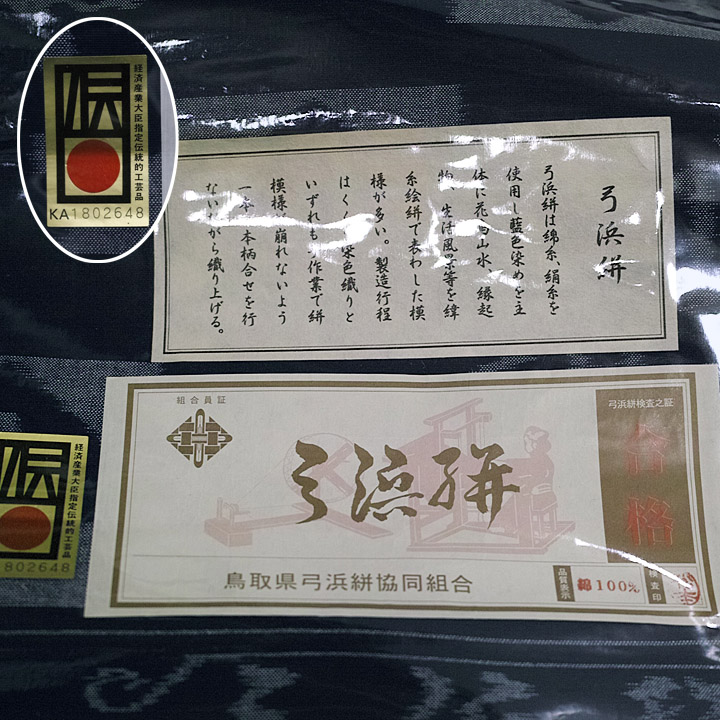 伝
経済産業大臣指定伝統的工芸品
KA1802648
弓浜絣
弓浜絣は綿糸、絹糸を
使用し藍色染めを主
体に花鳥山水、縁起
物、生活風景等を緯
糸絵絣で表わした模
様が多い。製造行程
はくくり染色織りと
いずれも手作業で絣
模様が崩れないよう
一本一本柄合せを行
ないながら織り上げる。
伝
経済産業大臣指定伝統的工芸品
802648
組合員証
弓浜絣
鳥取県弓浜絣協同組合
弓浜絣検査之証
合格
品質表示
綿100%
検査印